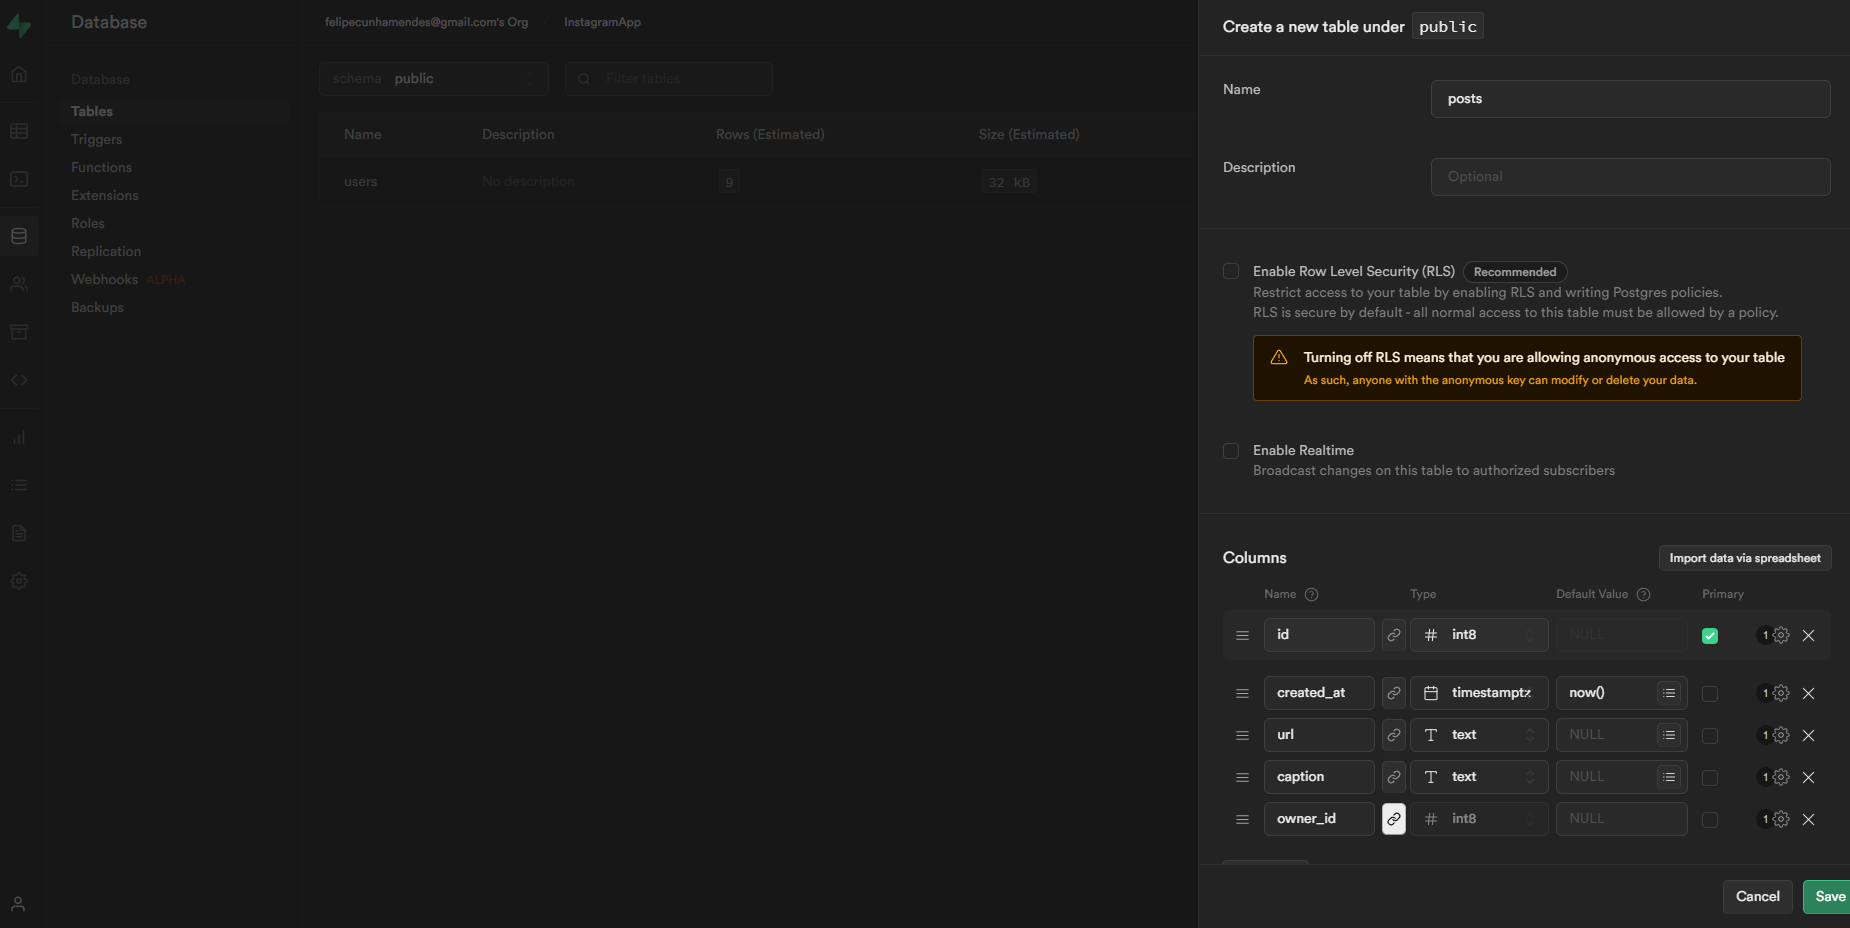 Database
felipecunhamendes@gmail.com's Org
InstagramApp
Database
Tables
Triggers
Functions
Extensions
Roles
Replication
Webhooks ALPHA
Backups
schema public
Filter tables
Name Description Rows (Estimated) Size (Estimated)
users No description 9 32 kB
Create a new table under public
Name
posts
Description
Optional
Enable Row Level Security (RLS) Recommended
Restrict access to your table by enabling RLS and writing Postgres policies.
RLS is secure by default - all normal access to this table must be allowed by a policy.
Turning off RLS means that you are allowing anonymous access to your table
As such, anyone with the anonymous key can modify or delete your data.
Enable Realtime
Broadcast changes on this table to authorized subscribers
Columns
Import data via spreadsheet
Name Type Default Value Primary
id int8 NULL 1
created_at timestamptz now() 1
url text NULL 1
caption text NULL 1
owner_id int8 NULL 1
Cancel
Save